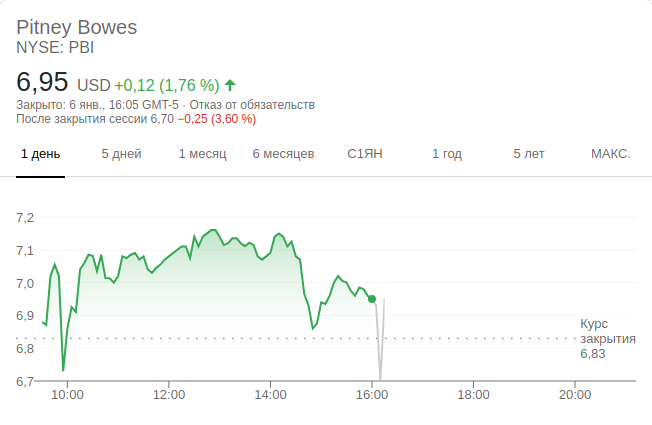 Pitney Bowes
NYSE: PBI
6,95 USD +0,12 (1,76 %)
Закрыто: 6 янв., 16:05 GMT-5 · Отказ от обязательств
После закрытия сессии 6,70 −0,25 (3,60 %)
1 день 5 дней 1 месяц 6 месяцев С1ЯН 1 год 5 лет МАКС.
7,2
7,1
7,0
6,9
6,8
6,7
Курс
закрытия
6,83
10:00 12:00 14:00 16:00 18:00 20:00